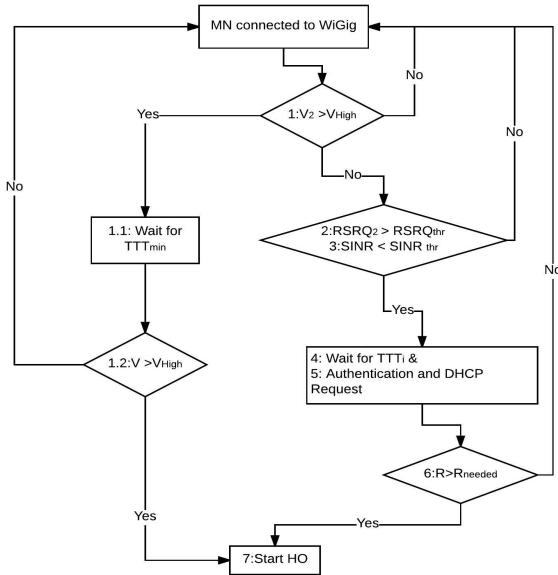 MN connected to WiGig
No
Yes
1:V2 >VHigh
No
No
No
1.1: Wait for
TTTmin
2:RSRQ2 > RSRQthr
3:SINR < SINR thr
No
Yes
1.2:V >VHigh
4: Wait for TTTi &
5: Authentication and DHCP
Request
6:R>Rneeded
Yes
Yes
7:Start HO